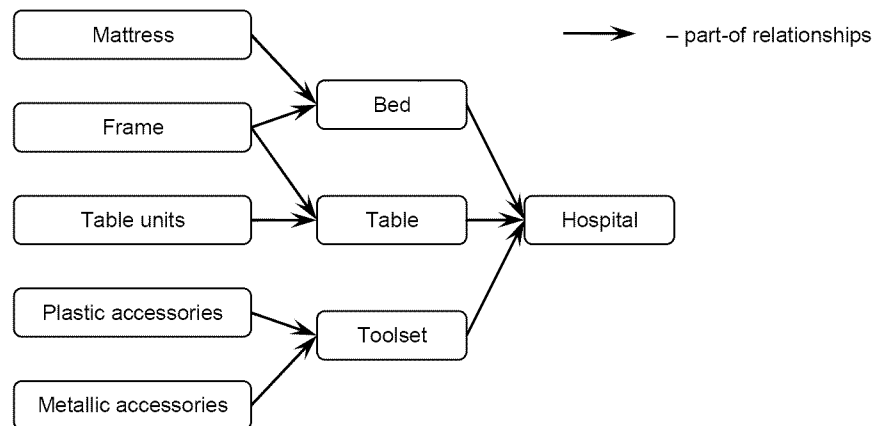 Mattress
– part-of relationships
Bed
Frame
Table units
Table
Hospital
Plastic accessories
Toolset
Metallic accessories